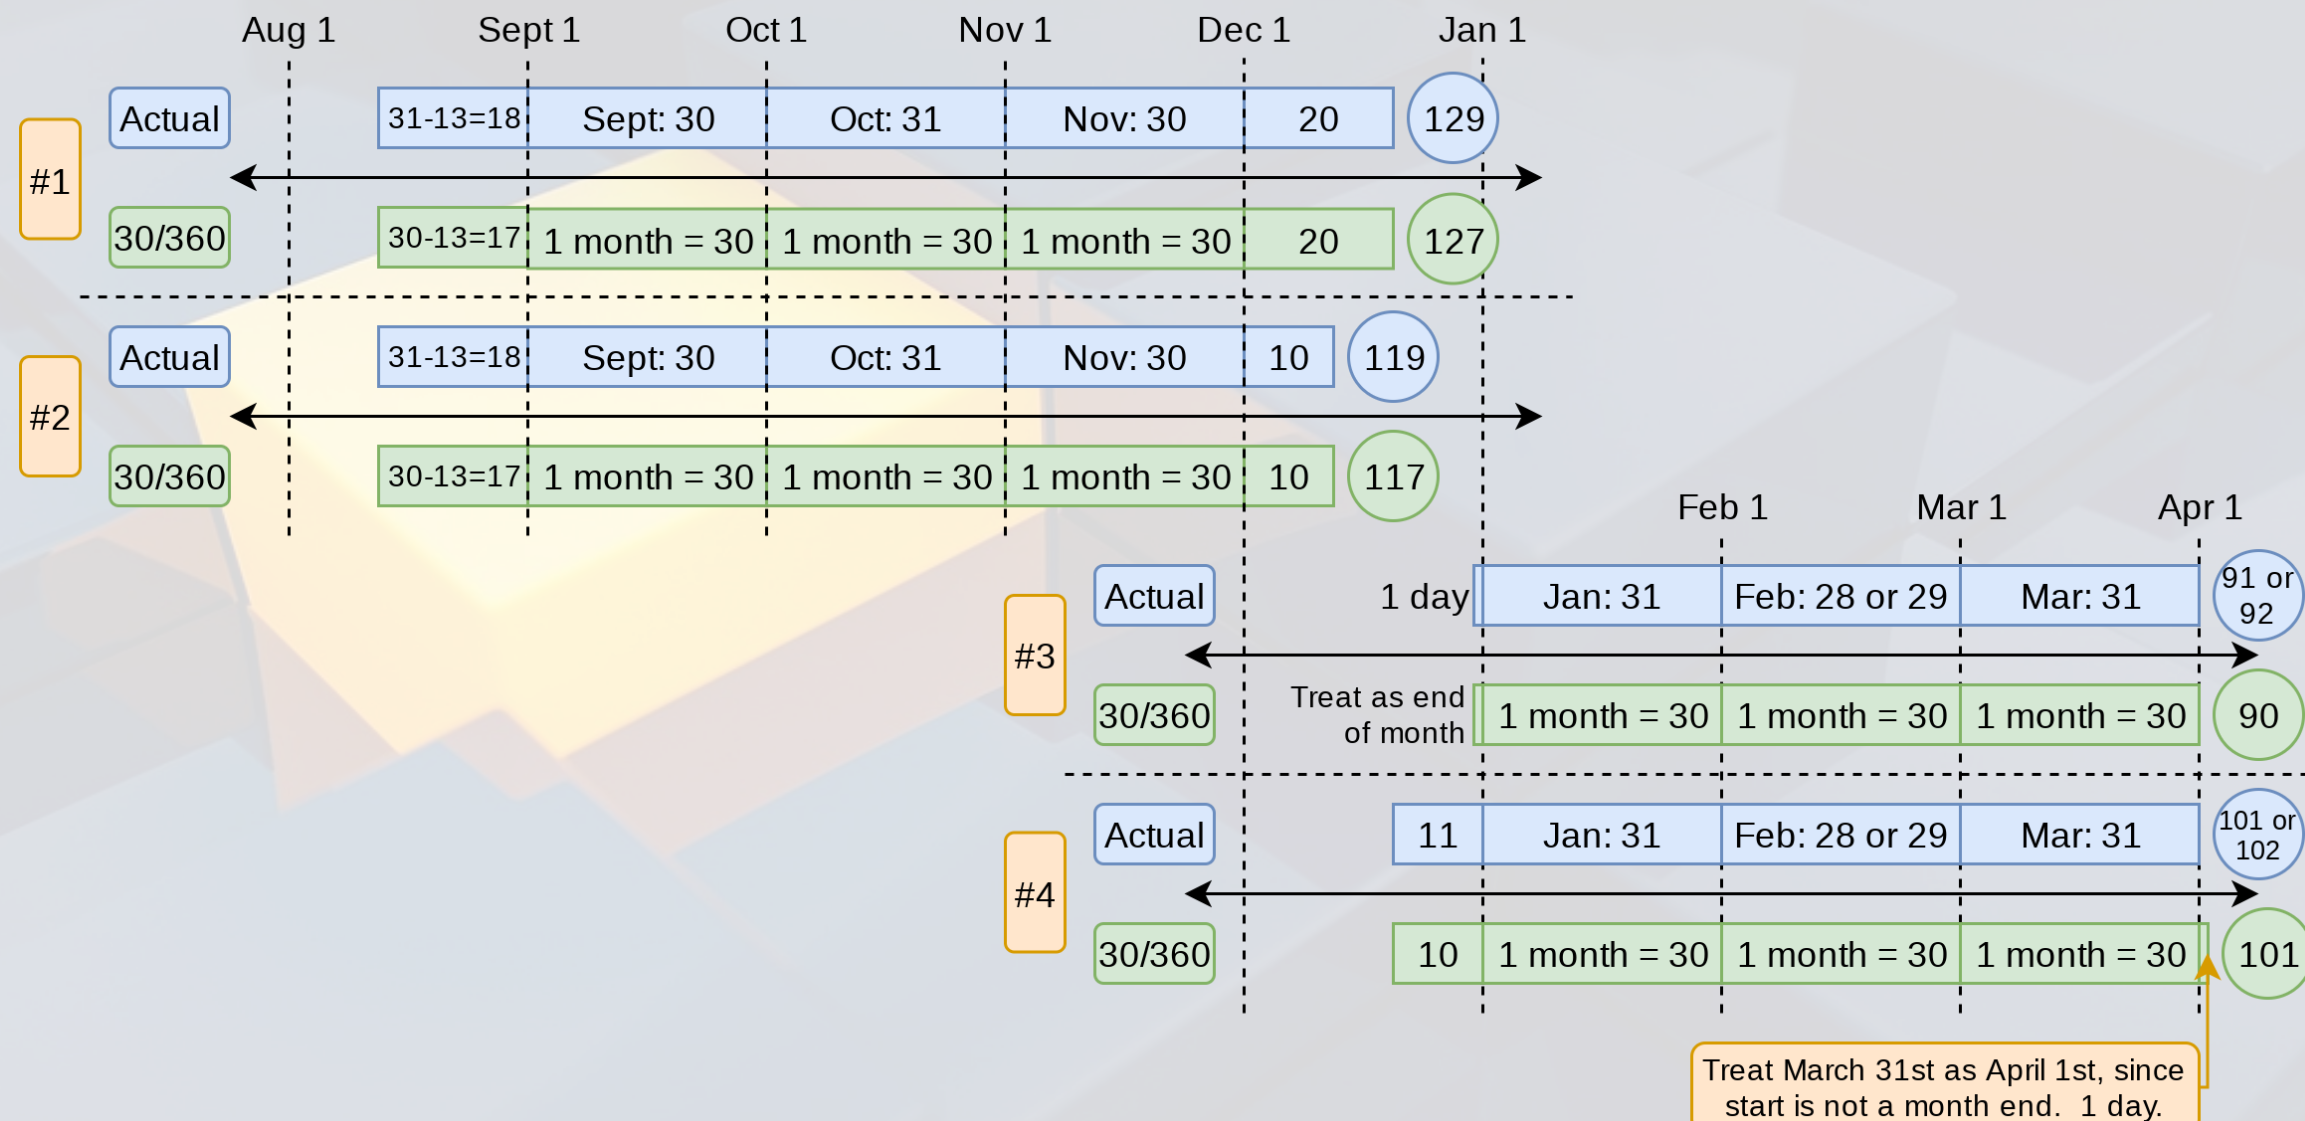 Aug 1
Sept 1
Oct 1
Nov 1
Dec 1
Jan 1
#1
Actual
31-13=18
Sept: 30
Oct: 31
Nov: 30
20
129
30/360
30-13=17
1 month = 30
1 month = 30
1 month = 30
20
127
#2
Actual
31-13=18
Sept: 30
Oct: 31
Nov: 30
10
119
30/360
30-13=17
1 month = 30
1 month = 30
1 month = 30
10
117
Feb 1
Mar 1
Apr 1
#3
Actual
1 day
Jan: 31
Feb: 28 or 29
Mar: 31
91 or
92
30/360
Treat as end
of month
1 month = 30
1 month = 30
1 month = 30
90
#4
Actual
11
Jan: 31
Feb: 28 or 29
Mar: 31
101 or
102
30/360
10
1 month = 30
1 month = 30
1 month = 30
101
Treat March 31st as April 1st, since
start is not a month end.  1 day.